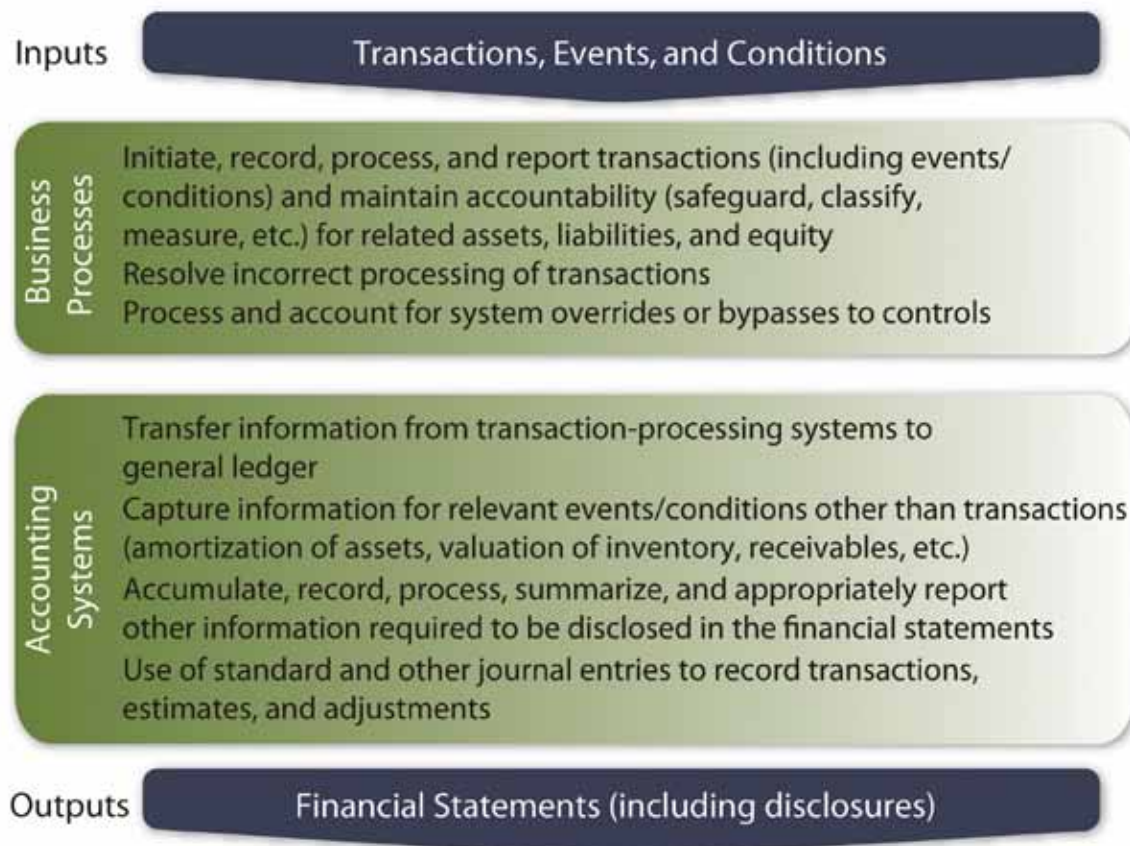 Inputs
Transactions, Events, and Conditions
Business
Processes
Initiate, record, process, and report transactions (including events/
conditions) and maintain accountability (safeguard, classify,
measure, etc.) for related assets, liabilities, and equity
Resolve incorrect processing of transactions
Process and account for system overrides or bypasses to controls
Accounting
Systems
Transfer information from transaction-processing systems to
general ledger
Capture information for relevant events/conditions other than transactions
(amortization of assets, valuation of inventory, receivables, etc.)
Accumulate, record, process, summarize, and appropriately report
other information required to be disclosed in the financial statements
Use of standard and other journal entries to record transactions,
estimates, and adjustments
Outputs
Financial Statements (including disclosures)